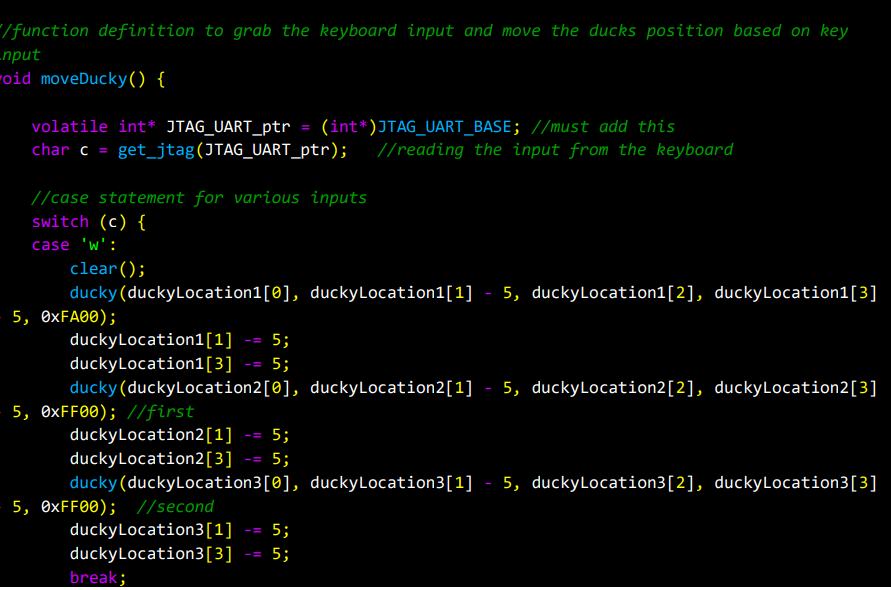 //function definition to grab the keyboard input and move the ducks position based on key
input
void moveDucky() {
volatile int* JTAG_UART_ptr = (int*)JTAG_UART_BASE; //must add this
char c = get_jtag(JTAG_UART_ptr);   //reading the input from the keyboard
//case statement for various inputs
switch (c) {
case 'w':
clear();
ducky(duckyLocation1[0], duckyLocation1[1] - 5, duckyLocation1[2], duckyLocation1[3]
- 5, 0xFA00);
duckyLocation1[1] -= 5;
duckyLocation1[3] -= 5;
ducky(duckyLocation2[0], duckyLocation2[1] - 5, duckyLocation2[2], duckyLocation2[3]
- 5, 0xFF00); //first
duckyLocation2[1] -= 5;
duckyLocation2[3] -= 5;
ducky(duckyLocation3[0], duckyLocation3[1] - 5, duckyLocation3[2], duckyLocation3[3]
- 5, 0xFF00);  //second
duckyLocation3[1] -= 5;
duckyLocation3[3] -= 5;
break;